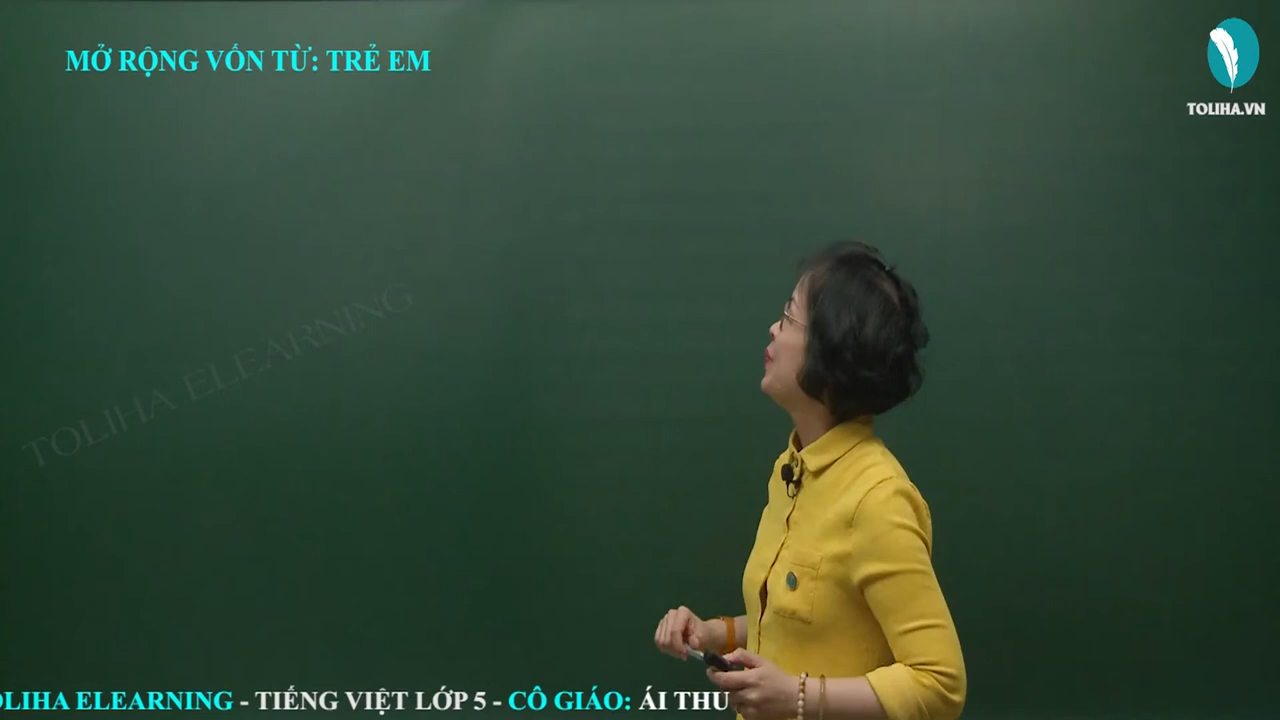 MỞ RỘNG VỐN TỪ: TRẺ EM
TOLIHA.VN
TOLIHA ELEARNING
OLIHA ELEARNING - TIẾNG VIỆT LỚP 5 - CÔ GIÁO: ÁI THU